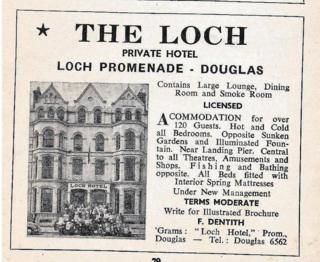 ★ THE LOCH
PRIVATE HOTEL
LOCH PROMENADE - DOUGLAS
Contains Large Lounge, Dining
Room and Smoke Room
LICENSED
ACOMMODATION for over
120 Guests. Hot and Cold
all Bedrooms. Opposite Sunken
Gardens and Illuminated Foun-
tain. Near Landing Pier. Central
to all Theatres, Amusements and
Shops. Fishing and Bathing
opposite. All Beds fitted with
Interior Spring Mattresses
Under New Management
TERMS MODERATE
Write for Illustrated Brochure
F. DENTITH
'Grams: "Loch Hotel," Prom.,
Douglas — Tel.: Douglas 6562
LOCH HOTEL
79